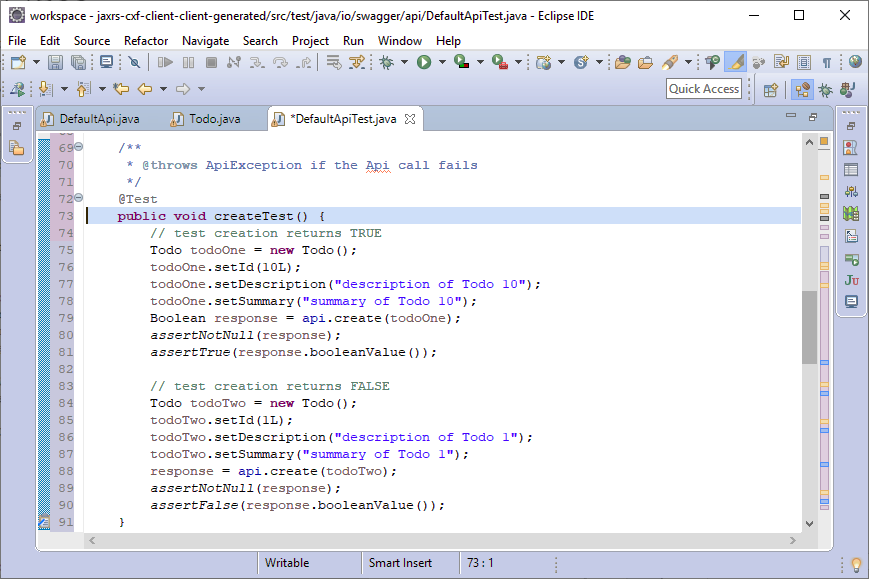 workspace - jaxrs-cxf-client-client-generated/src/test/java/io/swagger/api/DefaultApiTest.java - Eclipse IDE
File Edit Source Refactor Navigate Search Project Run Window Help
Quick Access
DefaultApi.java Todo.java *DefaultApiTest.java
69 /**
70 * @throws ApiException if the Api call fails
71 */
72 @Test
73 public void createTest() {
74 // test creation returns TRUE
75 Todo todoOne = new Todo();
76 todoOne.setId(10L);
77 todoOne.setDescription("description of Todo 10");
78 todoOne.setSummary("summary of Todo 10");
79 Boolean response = api.create(todoOne);
80 assertNotNull(response);
81 assertTrue(response.booleanValue());
82
83 // test creation returns FALSE
84 Todo todoTwo = new Todo();
85 todoTwo.setId(1L);
86 todoTwo.setDescription("description of Todo 1");
87 todoTwo.setSummary("summary of Todo 1");
88 response = api.create(todoTwo);
89 assertNotNull(response);
90 assertFalse(response.booleanValue());
91 }
Writable Smart Insert 73 : 1